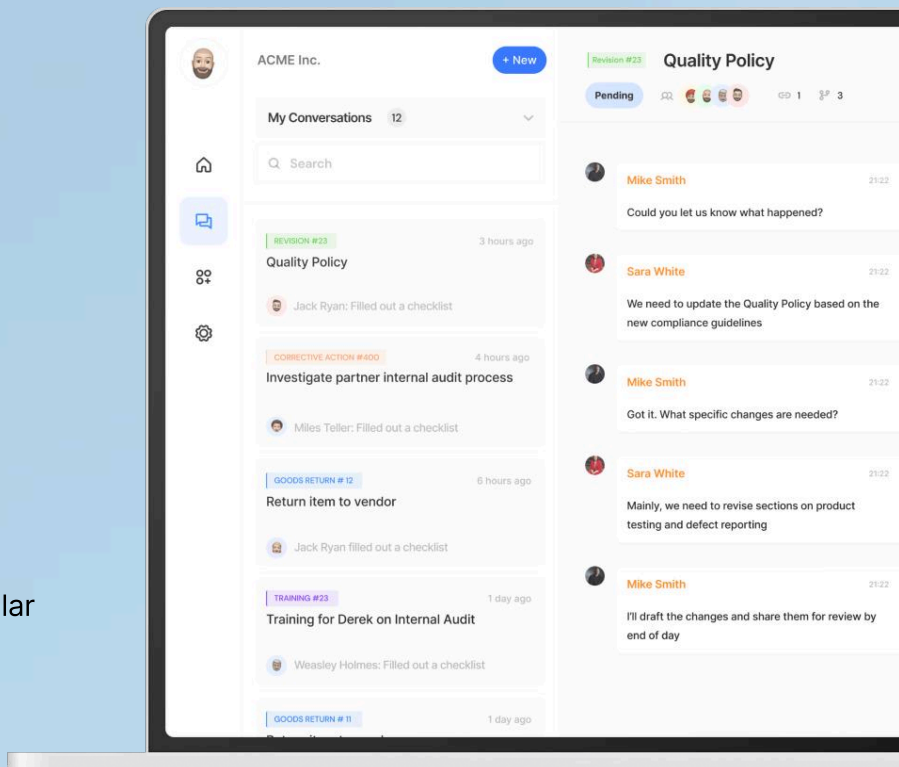 lar
ACME Inc.
+ New
My Conversations 12
Search
REVISION #23 3 hours ago
Quality Policy
Jack Ryan: Filled out a checklist
CORRECTIVE ACTION #400 4 hours ago
Investigate partner internal audit process
Miles Teller: Filled out a checklist
GOODS RETURN # 12 6 hours ago
Return item to vendor
Jack Ryan filled out a checklist
TRAINING #23 1 day ago
Training for Derek on Internal Audit
Weasley Holmes: Filled out a checklist
GOODS RETURN # 11 1 day ago
Revision #23 Quality Policy
Pending 1 3
Mike Smith 21:22
Could you let us know what happened?
Sara White 21:22
We need to update the Quality Policy based on the
new compliance guidelines
Mike Smith 21:22
Got it. What specific changes are needed?
Sara White 21:22
Mainly, we need to revise sections on product
testing and defect reporting
Mike Smith 21:22
I'll draft the changes and share them for review by
end of day